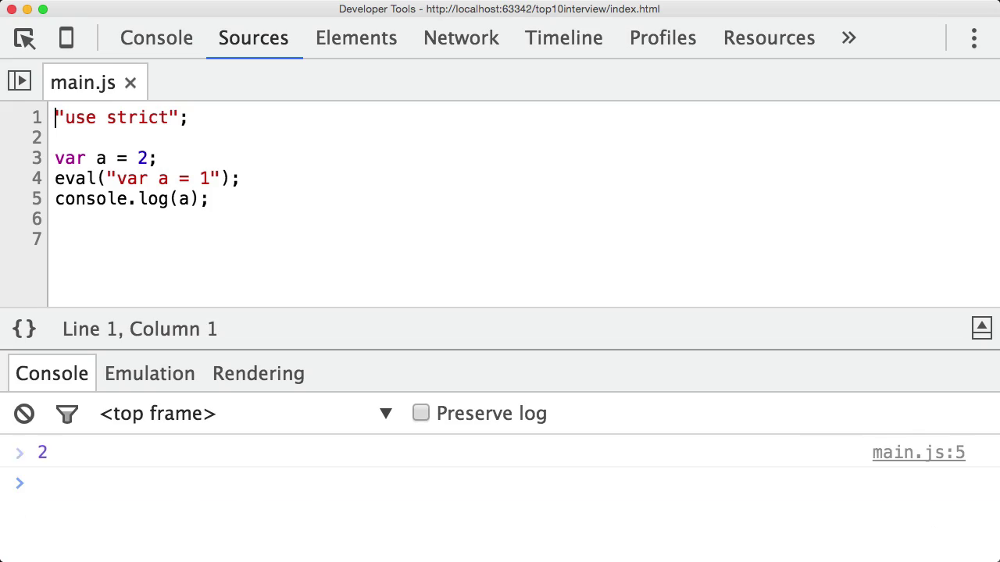 Developer Tools - http://localhost:63342/top10interview/index.html
Console Sources Elements Network Timeline Profiles Resources »
main.js ×
1 "use strict";
2
3 var a = 2;
4 eval("var a = 1");
5 console.log(a);
6
7
{} Line 1, Column 1
Console Emulation Rendering
<top frame> ▼ Preserve log
> 2 main.js:5
>